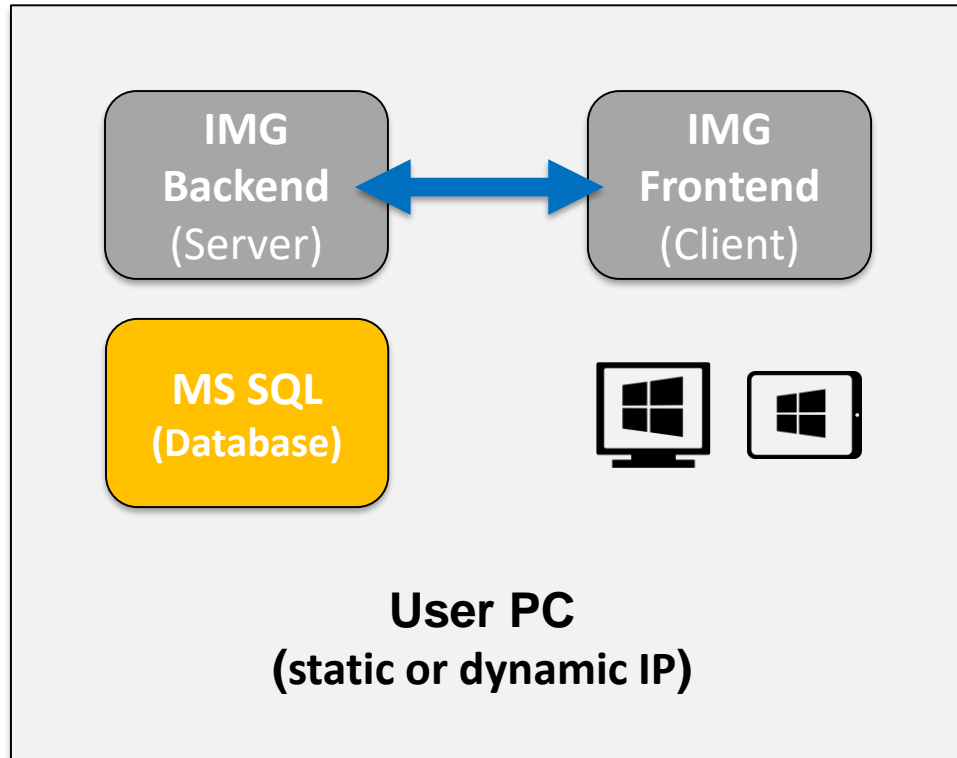 IMG
Backend
(Server)
IMG
Frontend
(Client)
MS SQL
(Database)
User PC
(static or dynamic IP)